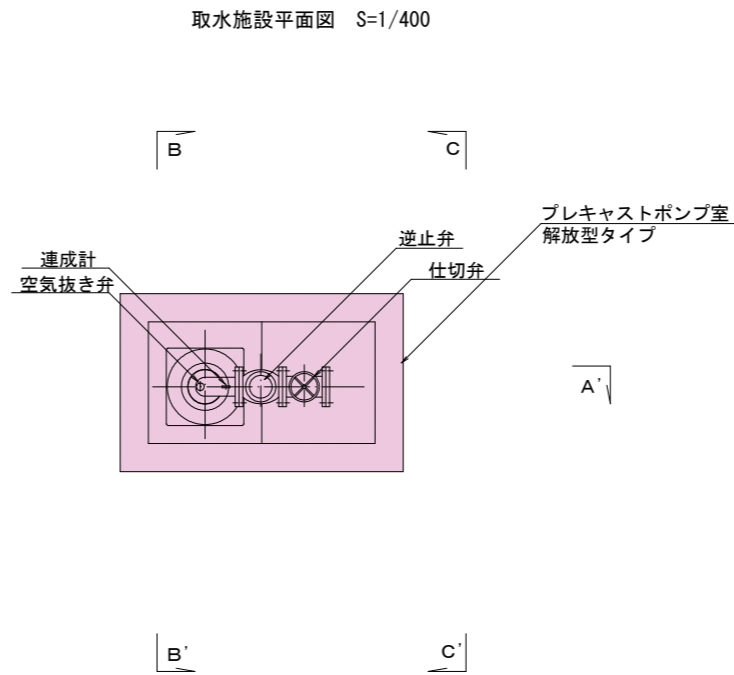 取水施設平面図 S=1/400
B
C
プレキャストポンプ室
解放型タイプ
逆止弁
連成計
仕切弁
空気抜き弁
A'
B'
C'